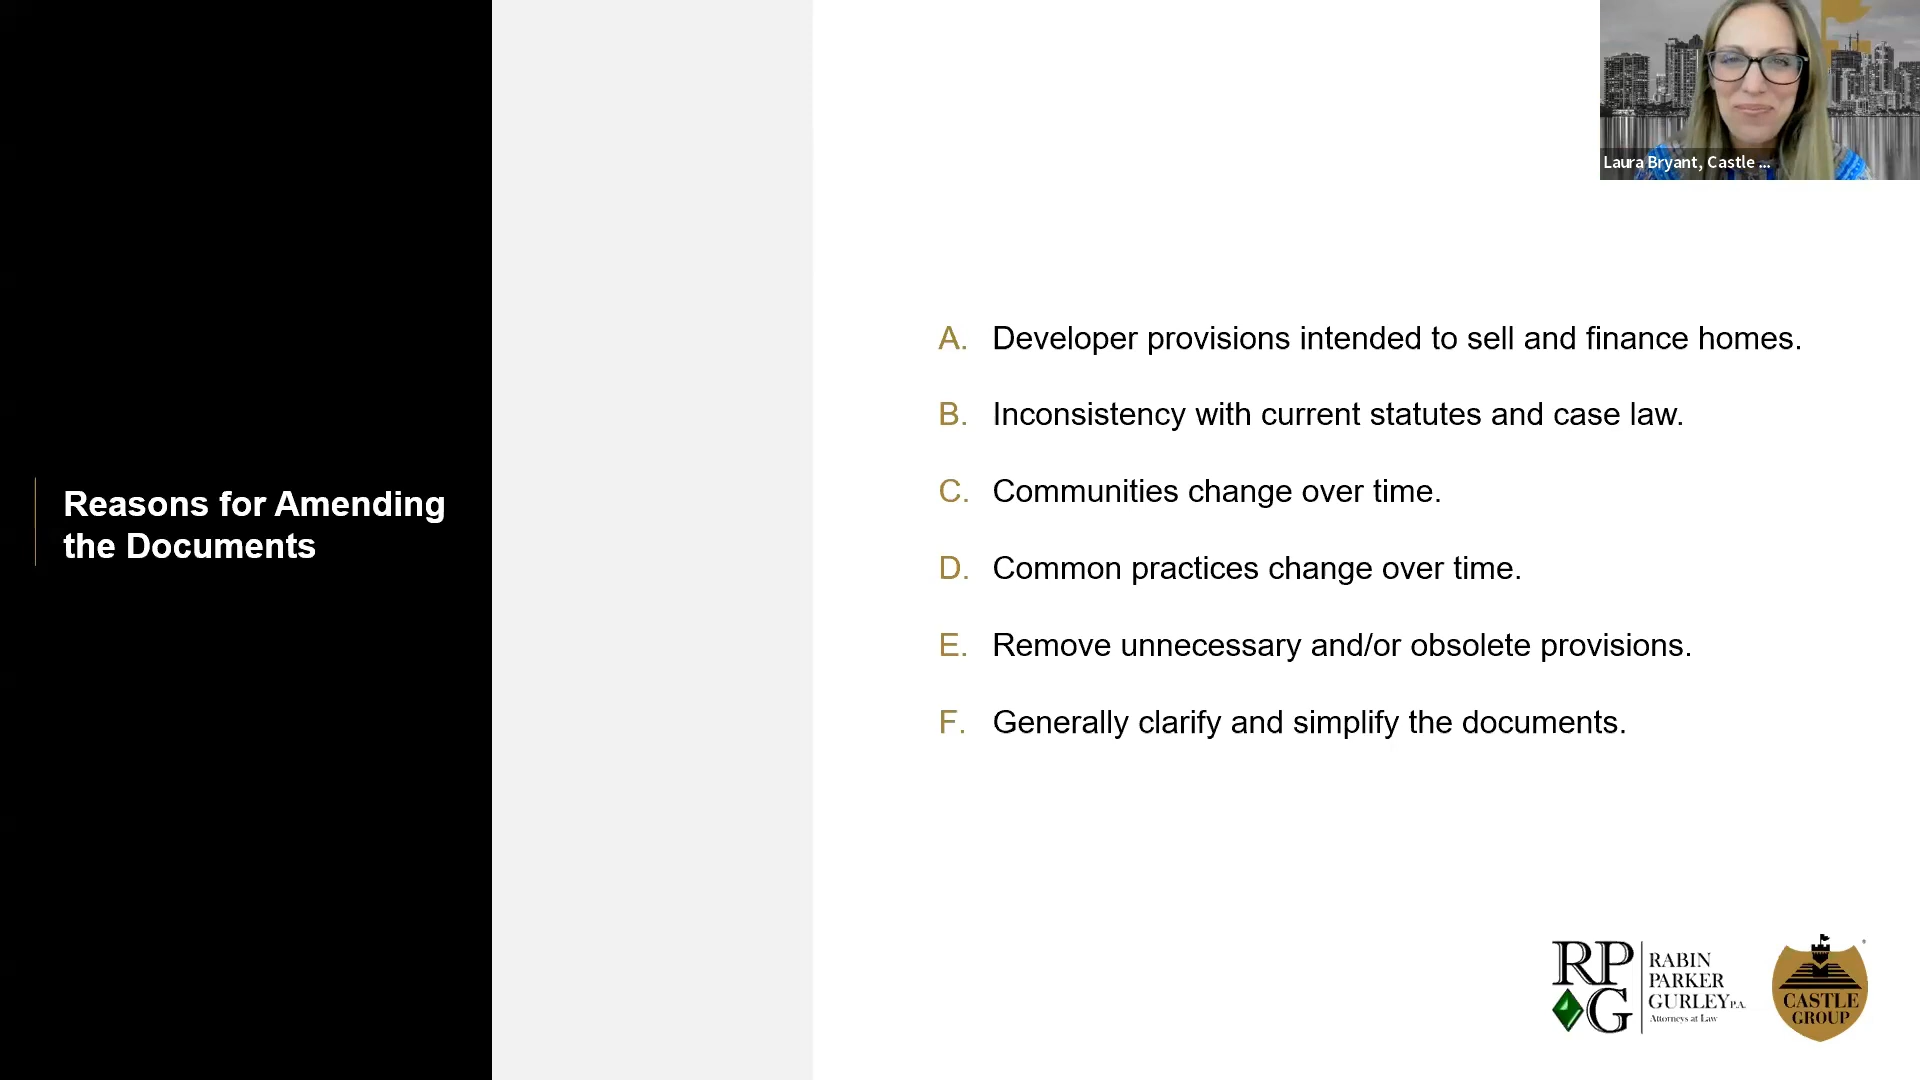 Laura Bryant, Castle ...
Reasons for Amending
the Documents
A. Developer provisions intended to sell and finance homes.
B. Inconsistency with current statutes and case law.
C. Communities change over time.
D. Common practices change over time.
E. Remove unnecessary and/or obsolete provisions.
F. Generally clarify and simplify the documents.
RPG
RABIN
PARKER
GURLEY P.A.
Attorneys at Law
CASTLE
GROUP